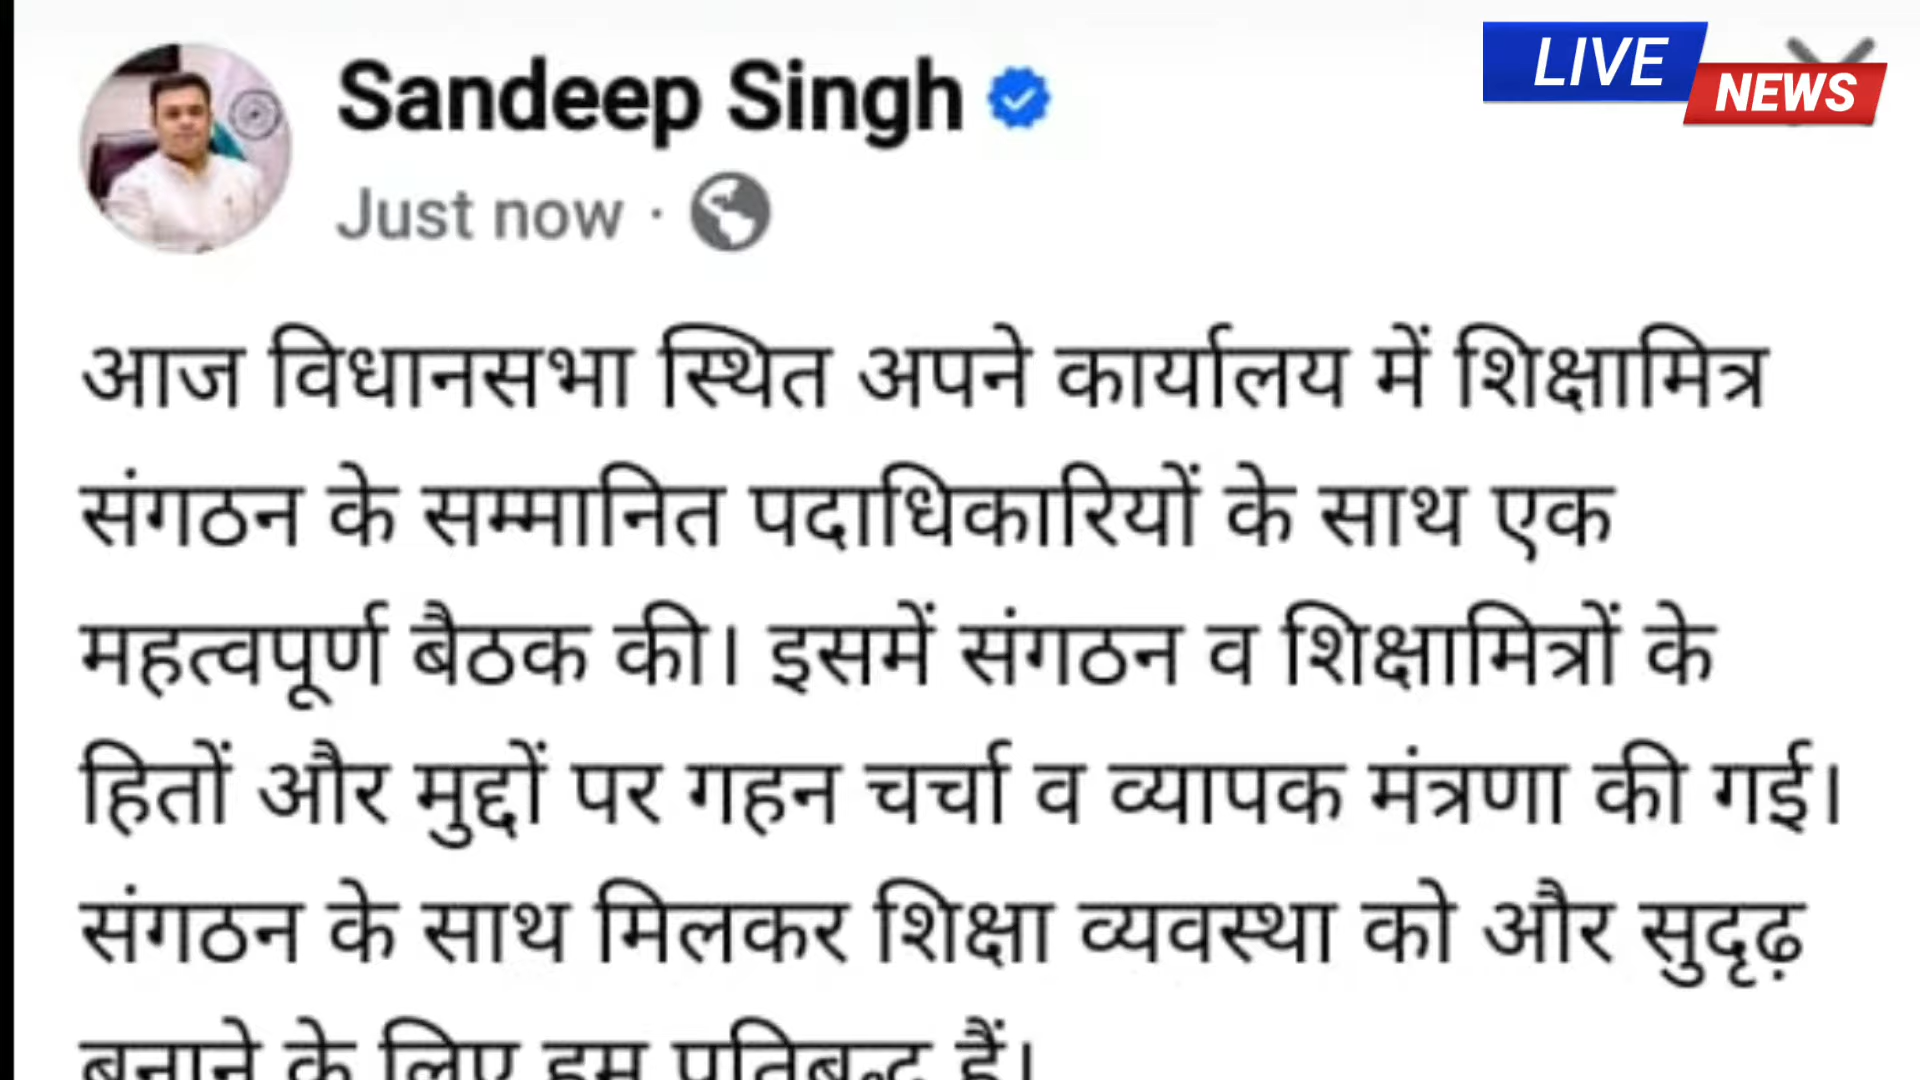 Sandeep Singh
LIVE
NEWS
Just now ·
आज विधानसभा स्थित अपने कार्यालय में शिक्षामित्र
संगठन के सम्मानित पदाधिकारियों के साथ एक
महत्वपूर्ण बैठक की। इसमें संगठन व शिक्षामित्रों के
हितों और मुद्दों पर गहन चर्चा व व्यापक मंत्रणा की गई।
संगठन के साथ मिलकर शिक्षा व्यवस्था को और सुदृढ़
बनाने के लिए हम प्रतिबद्ध हैं।